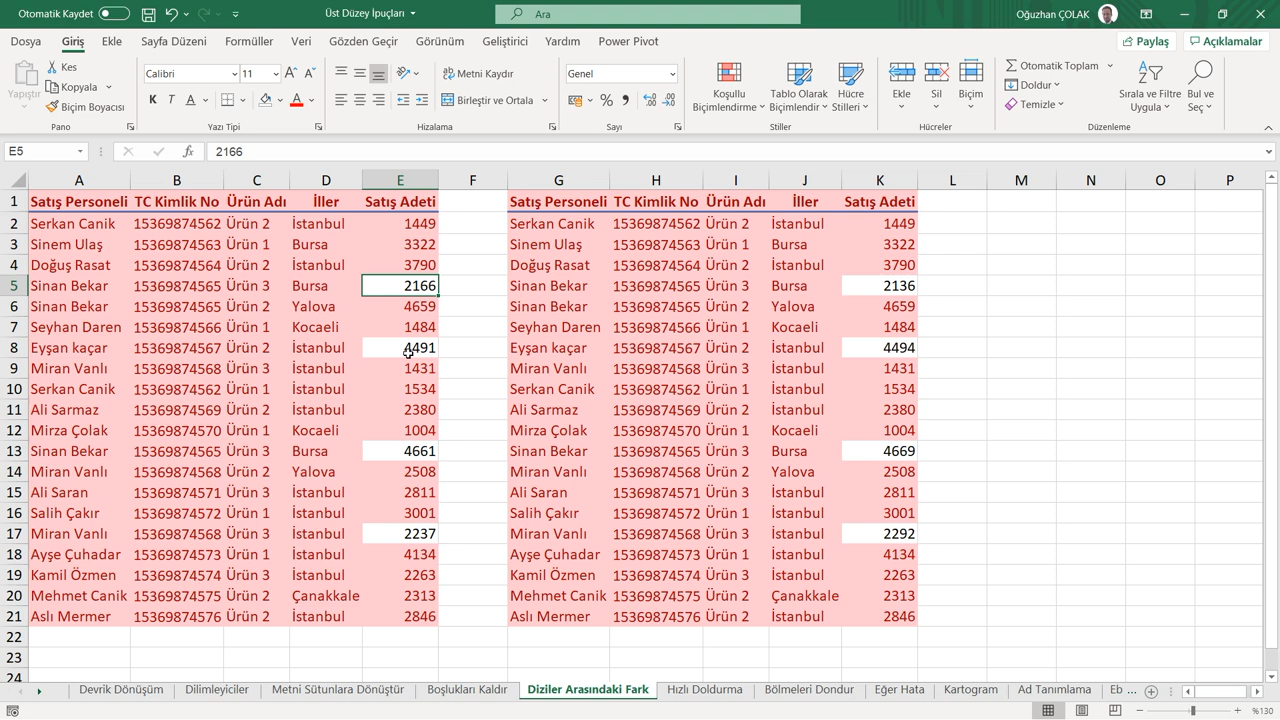 Otomatik Kaydet
Üst Düzey İpuçları
Ara
Oğuzhan ÇOLAK
Dosya Giriş Ekle Sayfa Düzeni Formüller Veri Gözden Geçir Görünüm Geliştirici Yardım Power Pivot Paylaş Açıklamalar
Yapıştır
Kes
Kopyala
Biçim Boyacısı
Calibri 11
K T A A
Metni Kaydır
Birleştir ve Ortala
Genel
Koşullu Biçimlendirme
Tablo Olarak Biçimlendir
Hücre Stilleri
Ekle Sil Biçim
Otomatik Toplam
Doldur
Temizle
Sırala ve Filtre Uygula
Bul ve Seç
Pano Yazı Tipi Hizalama Sayı Stiller Hücreler Düzenleme
E5 fx 2166
A B C D E F G H I J K L M N O P
1 Satış Personeli TC Kimlik No Ürün Adı İller Satış Adeti Satış Personeli TC Kimlik No Ürün Adı İller Satış Adeti
2 Serkan Canik 15369874562 Ürün 2 İstanbul 1449 Serkan Canik 15369874562 Ürün 2 İstanbul 1449
3 Sinem Ulaş 15369874563 Ürün 1 Bursa 3322 Sinem Ulaş 15369874563 Ürün 1 Bursa 3322
4 Doğuş Rasat 15369874564 Ürün 2 İstanbul 3790 Doğuş Rasat 15369874564 Ürün 2 İstanbul 3790
5 Sinan Bekar 15369874565 Ürün 3 Bursa 2166 Sinan Bekar 15369874565 Ürün 3 Bursa 2136
6 Sinan Bekar 15369874565 Ürün 2 Yalova 4659 Sinan Bekar 15369874565 Ürün 2 Yalova 4659
7 Seyhan Daren 15369874566 Ürün 1 Kocaeli 1484 Seyhan Daren 15369874566 Ürün 1 Kocaeli 1484
8 Eyşan kaçar 15369874567 Ürün 2 İstanbul 4491 Eyşan kaçar 15369874567 Ürün 2 İstanbul 4494
9 Miran Vanlı 15369874568 Ürün 3 İstanbul 1431 Miran Vanlı 15369874568 Ürün 3 İstanbul 1431
10 Serkan Canik 15369874562 Ürün 1 İstanbul 1534 Serkan Canik 15369874562 Ürün 1 İstanbul 1534
11 Ali Sarmaz 15369874569 Ürün 2 İstanbul 2380 Ali Sarmaz 15369874569 Ürün 2 İstanbul 2380
12 Mirza Çolak 15369874570 Ürün 1 Kocaeli 1004 Mirza Çolak 15369874570 Ürün 1 Kocaeli 1004
13 Sinan Bekar 15369874565 Ürün 3 Bursa 4661 Sinan Bekar 15369874565 Ürün 3 Bursa 4669
14 Miran Vanlı 15369874568 Ürün 2 Yalova 2508 Miran Vanlı 15369874568 Ürün 2 Yalova 2508
15 Ali Saran 15369874571 Ürün 3 İstanbul 2811 Ali Saran 15369874571 Ürün 3 İstanbul 2811
16 Salih Çakır 15369874572 Ürün 1 İstanbul 3001 Salih Çakır 15369874572 Ürün 1 İstanbul 3001
17 Miran Vanlı 15369874568 Ürün 3 İstanbul 2237 Miran Vanlı 15369874568 Ürün 3 İstanbul 2292
18 Ayşe Çuhadar 15369874573 Ürün 1 İstanbul 4134 Ayşe Çuhadar 15369874573 Ürün 1 İstanbul 4134
19 Kamil Özmen 15369874574 Ürün 3 İstanbul 2263 Kamil Özmen 15369874574 Ürün 3 İstanbul 2263
20 Mehmet Canik 15369874575 Ürün 2 Çanakkale 2313 Mehmet Canik 15369874575 Ürün 2 Çanakkale 2313
21 Aslı Mermer 15369874576 Ürün 2 İstanbul 2846 Aslı Mermer 15369874576 Ürün 2 İstanbul 2846
22
23
24
Devrik Dönüşüm Dilimleyiciler Metni Sütunlara Dönüştür Boşlukları Kaldır Diziler Arasındaki Fark Hızlı Doldurma Bölmeleri Dondur Eğer Hata Kartogram Ad Tanımlama Eb ...
%130